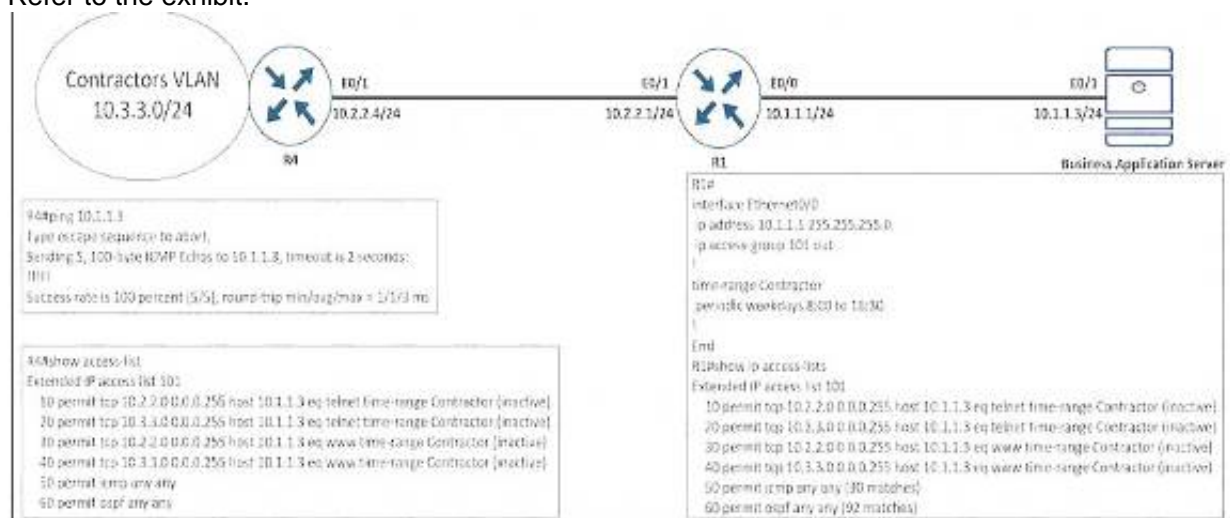 Refer to the exhibit.
Contractors VLAN
10.3.3.0/24
E0/1
10.2.2.4/24
R4
E0/1
10.2.2.1/24
R1
E0/0
10.1.1.1/24
E0/1
10.1.1.3/24
Business Application Server
R4#ping 10.1.1.3
Type escape sequence to abort.
Sending 5, 100-byte ICMP Echos to 10.1.1.3, timeout is 2 seconds:
!!!!!
Success rate is 100 percent (5/5), round-trip min/avg/max = 1/1/3 ms
R4#show access-list
Extended IP access list 101
10 permit tcp 10.2.2.0 0.0.0.255 host 10.1.1.3 eq telnet time-range Contractor (inactive)
20 permit tcp 10.3.3.0 0.0.0.255 host 10.1.1.3 eq telnet time-range Contractor (inactive)
30 permit tcp 10.2.2.0 0.0.0.255 host 10.1.1.3 eq www time-range Contractor (inactive)
40 permit tcp 10.3.3.0 0.0.0.255 host 10.1.1.3 eq www time-range Contractor (inactive)
50 permit icmp any any
60 permit ospf any any
R1#
interface Ethernet0/0
ip address 10.1.1.1 255.255.255.0
ip access-group 101 out
!
time-range Contractor
periodic weekdays 8:00 to
!
End
R1#show ip access-lists
Extended IP access list 101
10 permit tcp 10.2.2.0 0.0.0.255 host 10.1.1.3 eq telnet time-range Contractor (inactive)
20 permit tcp 0.0.0.255 host 10.1.1.3 eq telnet time-range Contractor (inactive)
30 permit tcp 10.2.2.0 0.0.0.255 host 10.1.1.3 eq www time-range Contractor (inactive)
40 permit tcp 10.3.3.0 0.0.0.255 host 10.1.1.3 eq www time-range Contractor (inactive)
50 permit icmp any any (30 matches)
60 permit ospf any any (92 matches)